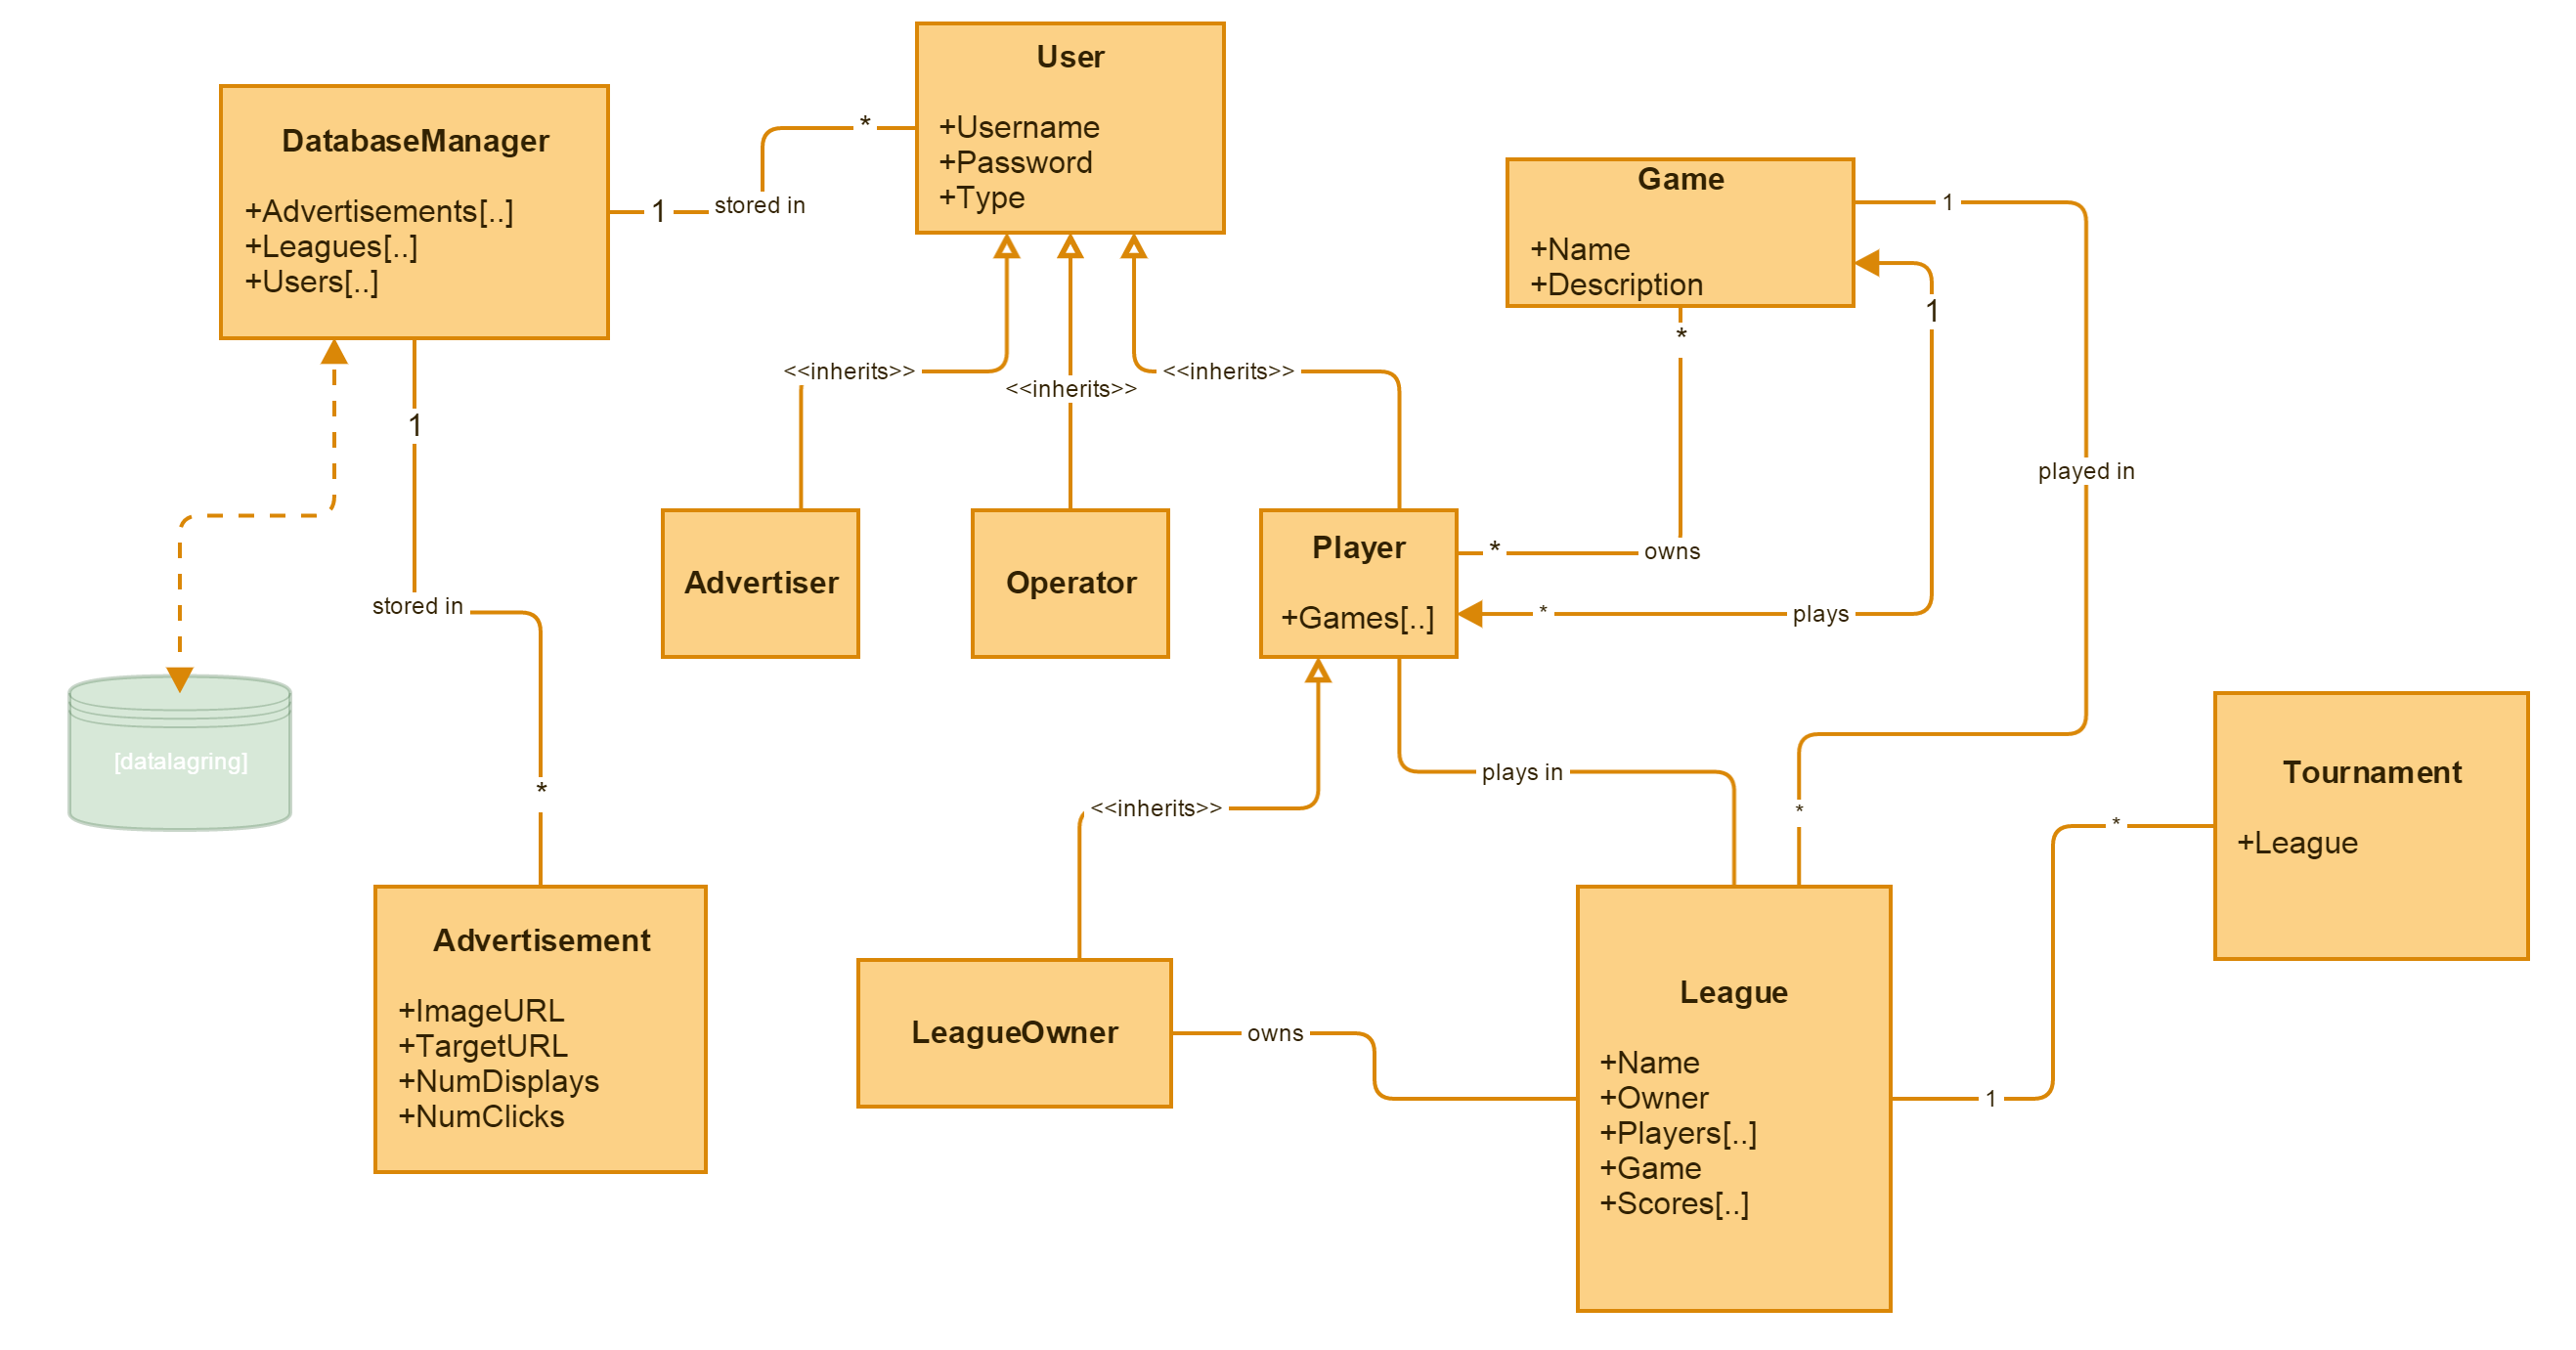 User
+Username
+Password
+Type
DatabaseManager
+Advertisements[..]
+Leagues[..]
+Users[..]
1
stored in
*
Game
+Name
+Description
1
1
*
<<inherits>>
<<inherits>>
<<inherits>>
1
played in
Advertiser
Operator
Player
+Games[..]
*
owns
*
plays
stored in
*
[datalagring]
plays in
<<inherits>>
*
Tournament
+League
*
Advertisement
+ImageURL
+TargetURL
+NumDisplays
+NumClicks
LeagueOwner
owns
League
+Name
+Owner
+Players[..]
+Game
+Scores[..]
1